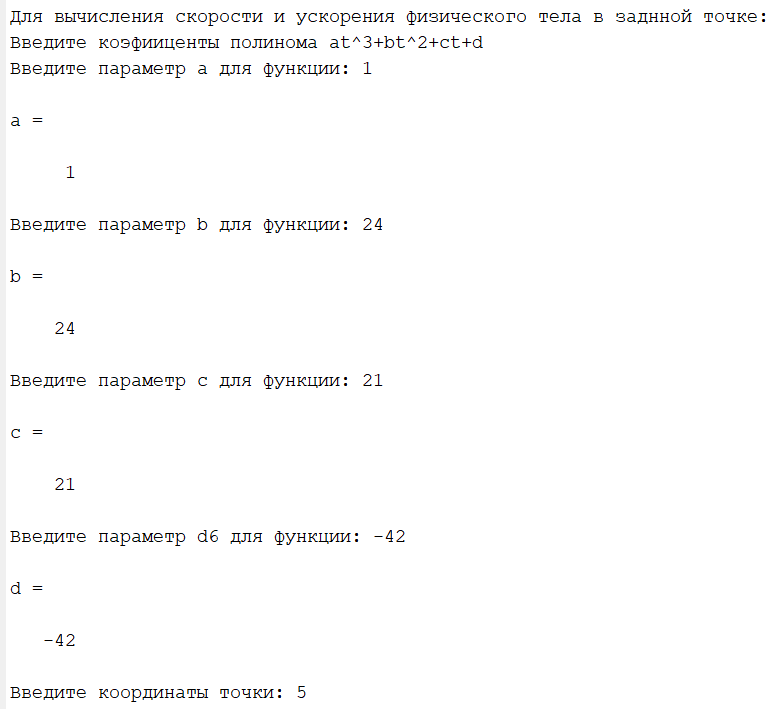 Для вычисления скорости и ускорения физического тела в заднной точке:
Введите коэфииценты полинома at^3+bt^2+ct+d
Введите параметр a для функции: 1
a =
1
Введите параметр b для функции: 24
b =
24
Введите параметр c для функции: 21
c =
21
Введите параметр d6 для функции: -42
d =
-42
Введите координаты точки: 5